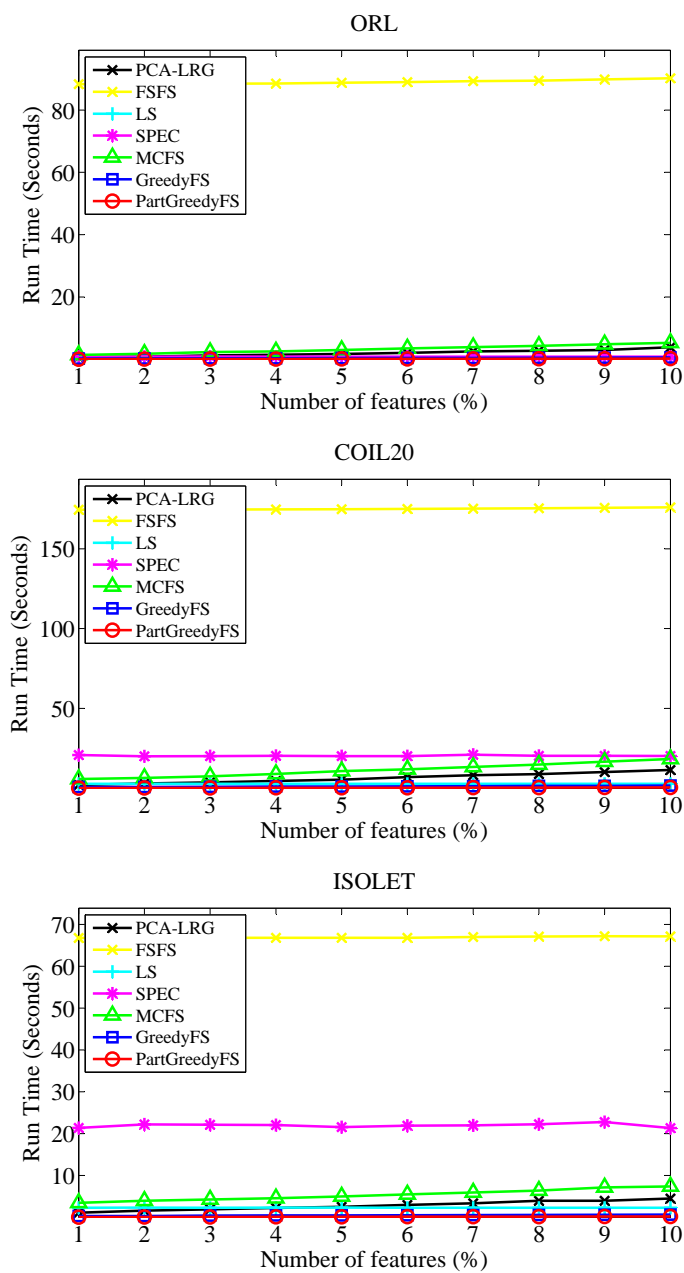 ORL
PCA-LRG
FSFS
LS
SPEC
MCFS
GreedyFS
PartGreedyFS
80
60
40
20
Run Time (Seconds)
1 2 3 4 5 6 7 8 9 10
Number of features (%)
COIL20
PCA-LRG
FSFS
LS
SPEC
MCFS
GreedyFS
PartGreedyFS
150
100
50
Run Time (Seconds)
1 2 3 4 5 6 7 8 9 10
Number of features (%)
ISOLET
PCA-LRG
FSFS
LS
SPEC
MCFS
GreedyFS
PartGreedyFS
70
60
50
40
30
20
10
Run Time (Seconds)
1 2 3 4 5 6 7 8 9 10
Number of features (%)